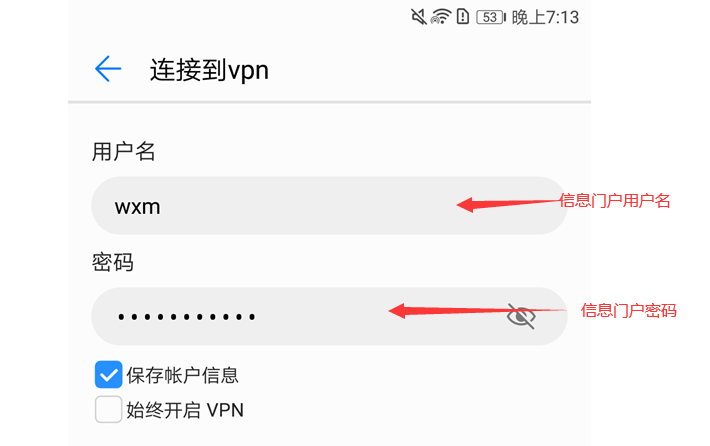 53 晚上7:13
连接到vpn
用户名
wxm
信息门户用户名
密码
•••••••••••
信息门户密码
保存帐户信息
始终开启 VPN